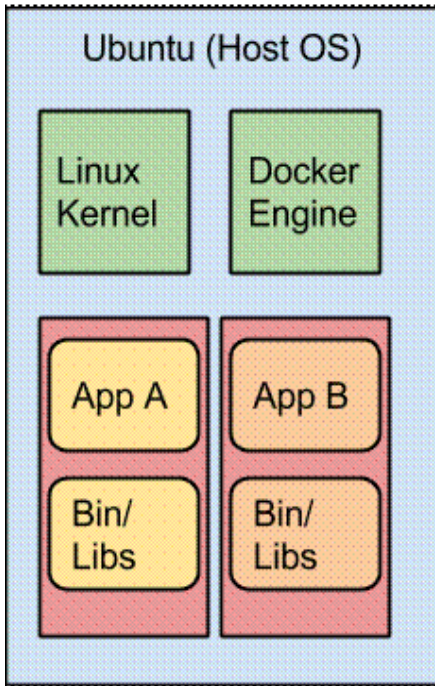 Ubuntu (Host OS)
Linux
Kernel
Docker
Engine
App A
App B
Bin/
Libs
Bin/
Libs